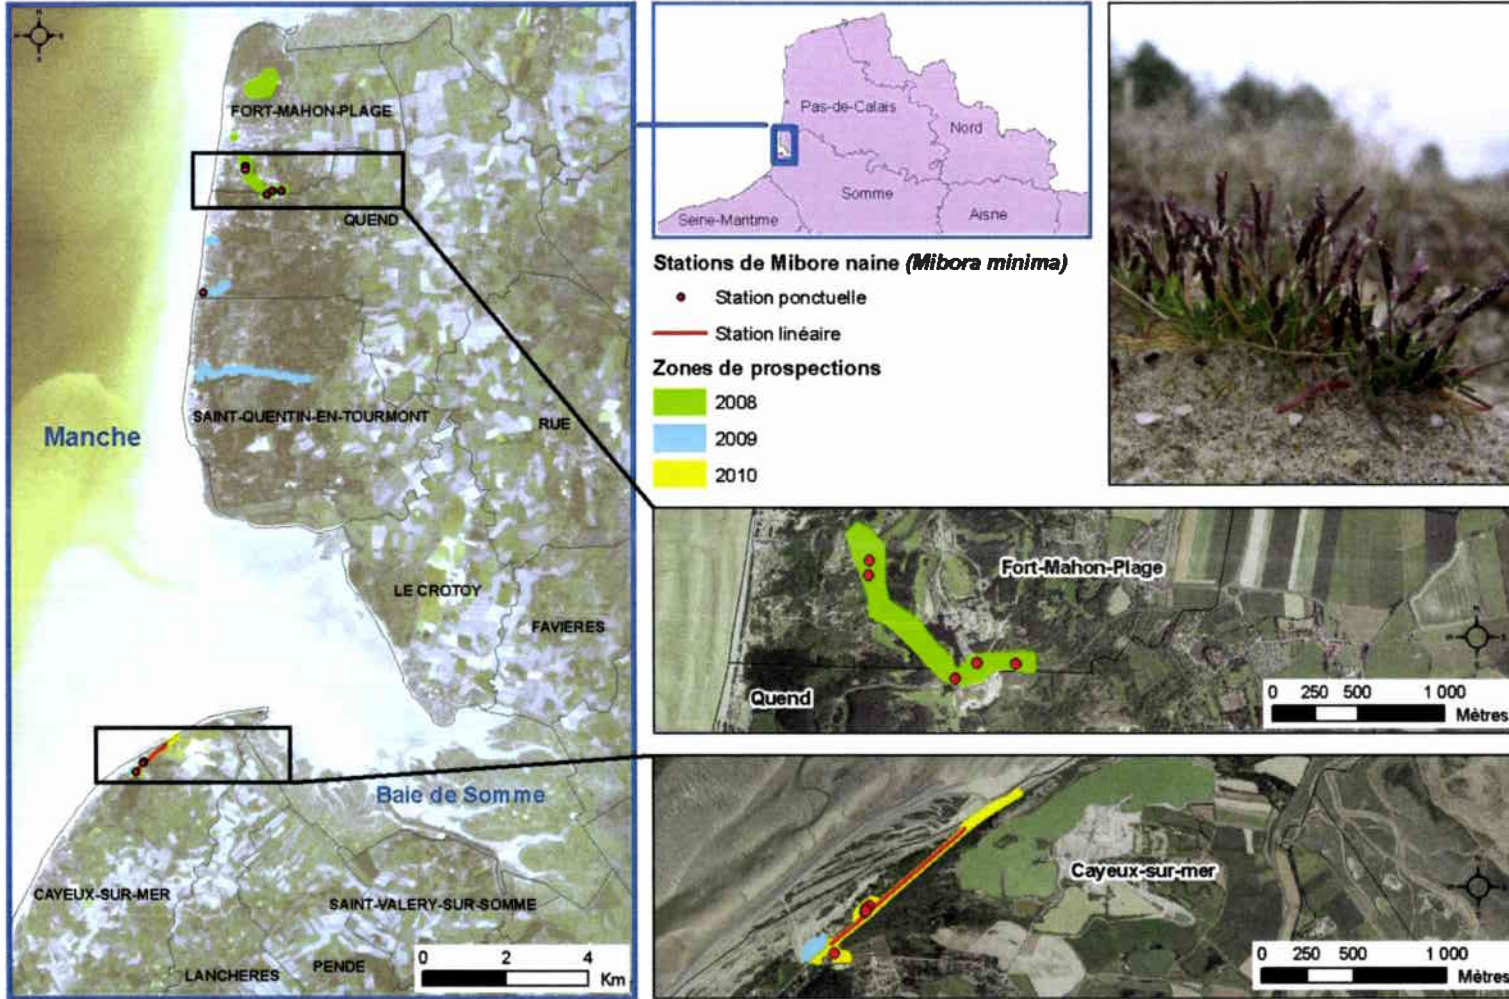 FORT-MAHON-PLAGE
QUEND
SAINT-QUENTIN-EN-TOURMONT
RUE
Manche
LE CROTOY
FAVIERES
Baie de Somme
CAYEUX-SUR-MER
SAINT-VALERY-SUR-SOMME
LANCHERES
PENDE
0 2 4
Km
Pas-de-Calais
Nord
Somme
Seine-Maritime
Aisne
Stations de Mibore naine (Mibora minima)
Station ponctuelle
Station linéaire
Zones de prospections
2008
2009
2010
Fort-Mahon-Plage
Quend
0 250 500 1 000
Mètres
Cayeux-sur-mer
0 250 500 1 000
Mètres